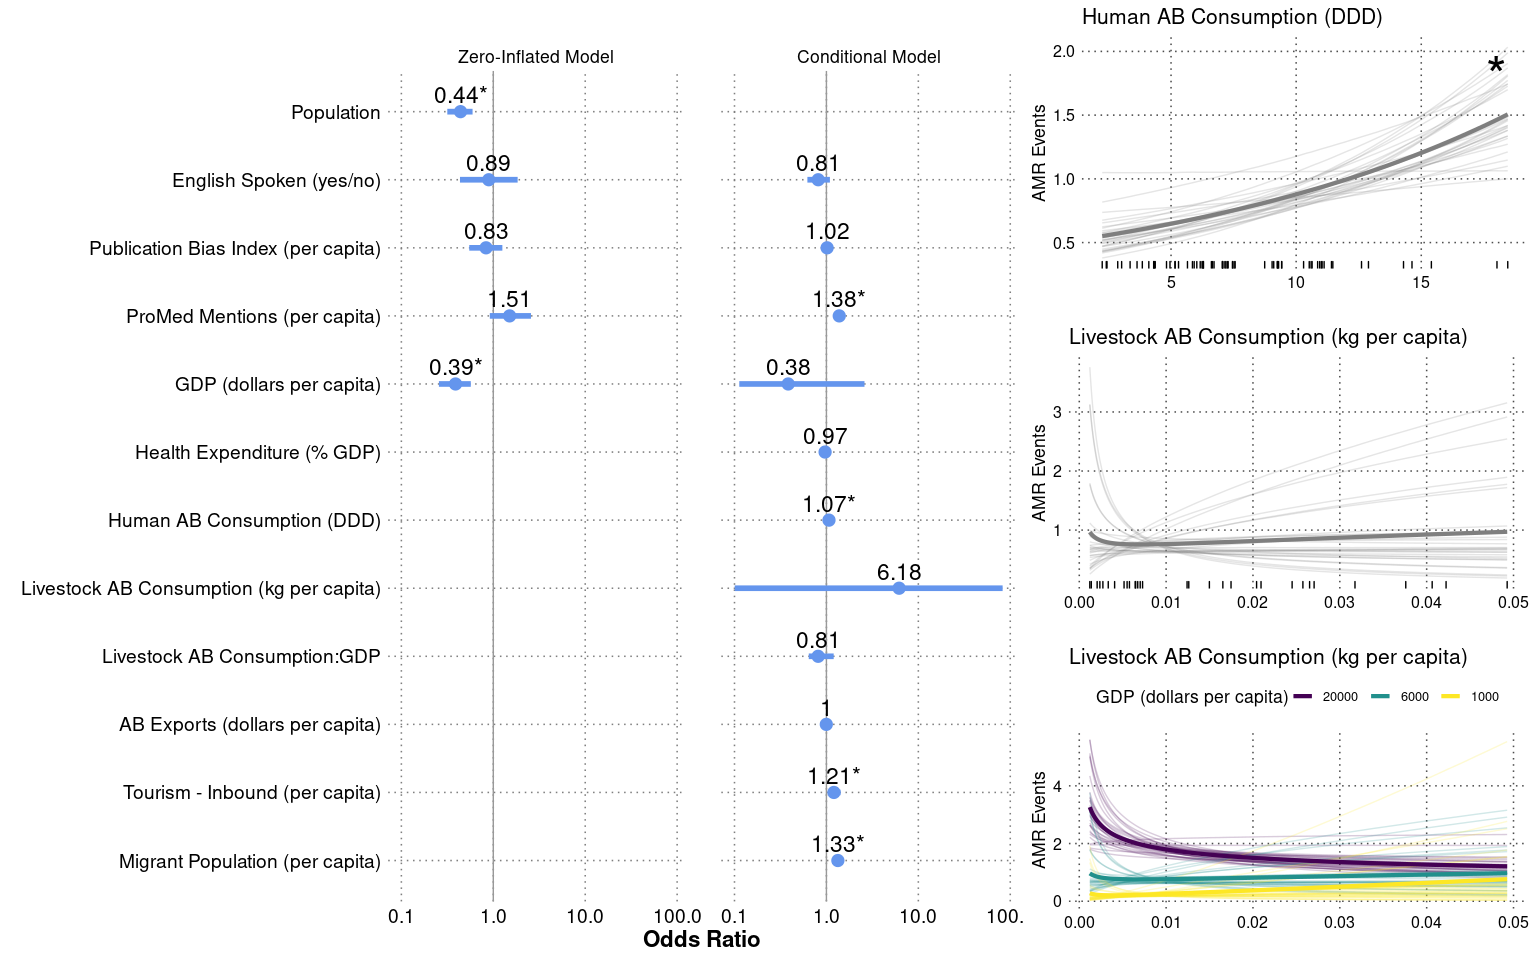 Zero-Inflated Model
Conditional Model
Population
0.44*
English Spoken (yes/no)
0.89
0.81
Publication Bias Index (per capita)
0.83
1.02
ProMed Mentions (per capita)
1.51
1.38*
GDP (dollars per capita)
0.39*
0.38
Health Expenditure (% GDP)
0.97
Human AB Consumption (DDD)
1.07*
Livestock AB Consumption (kg per capita)
6.18
Livestock AB Consumption:GDP
0.81
AB Exports (dollars per capita)
1
Tourism - Inbound (per capita)
1.21*
Migrant Population (per capita)
1.33*
0.1 1.0 10.0 100.0 0.1 1.0 10.0 100.
Odds Ratio
Human AB Consumption (DDD)
AMR Events
2.0
1.5
1.0
0.5
*
5 10 15
Livestock AB Consumption (kg per capita)
AMR Events
3
2
1
0.00 0.01 0.02 0.03 0.04 0.05
Livestock AB Consumption (kg per capita)
GDP (dollars per capita) 20000 6000 1000
AMR Events
4
2
0
0.00 0.01 0.02 0.03 0.04 0.05